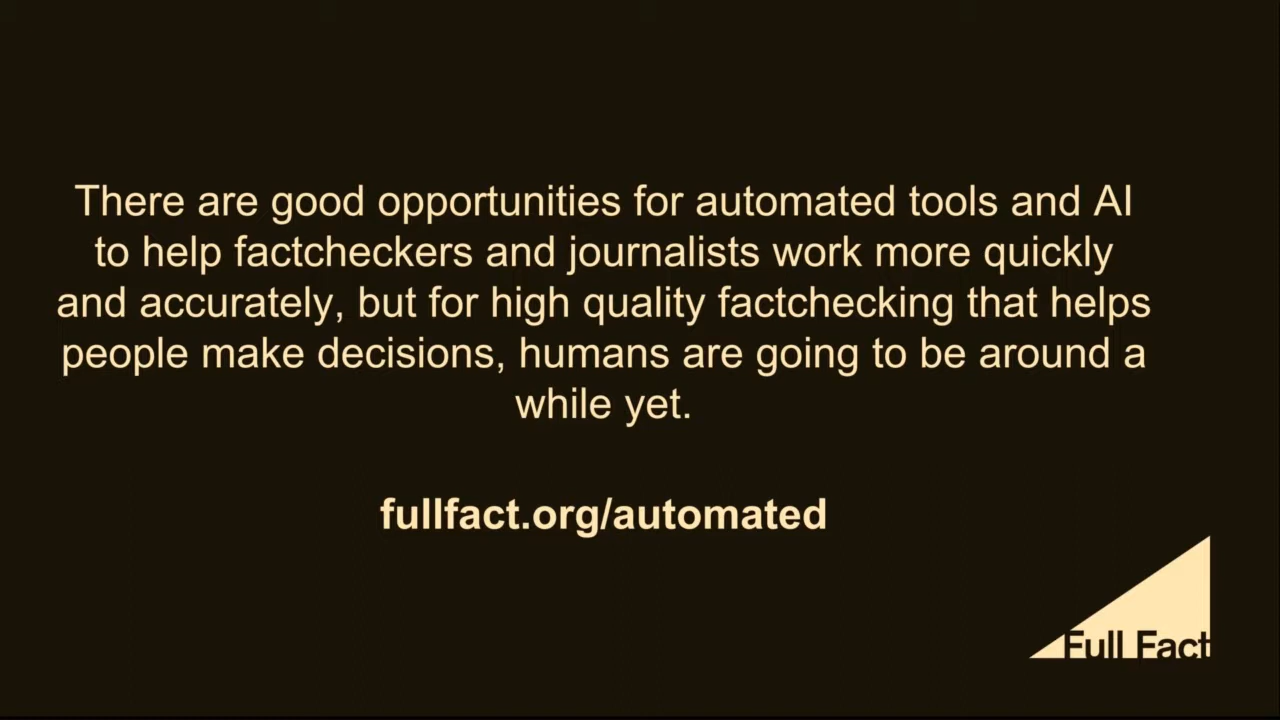 There are good opportunities for automated tools and AI
to help factcheckers and journalists work more quickly
and accurately, but for high quality factchecking that helps
people make decisions, humans are going to be around a
while yet.
fullfact.org/automated
Full Fact